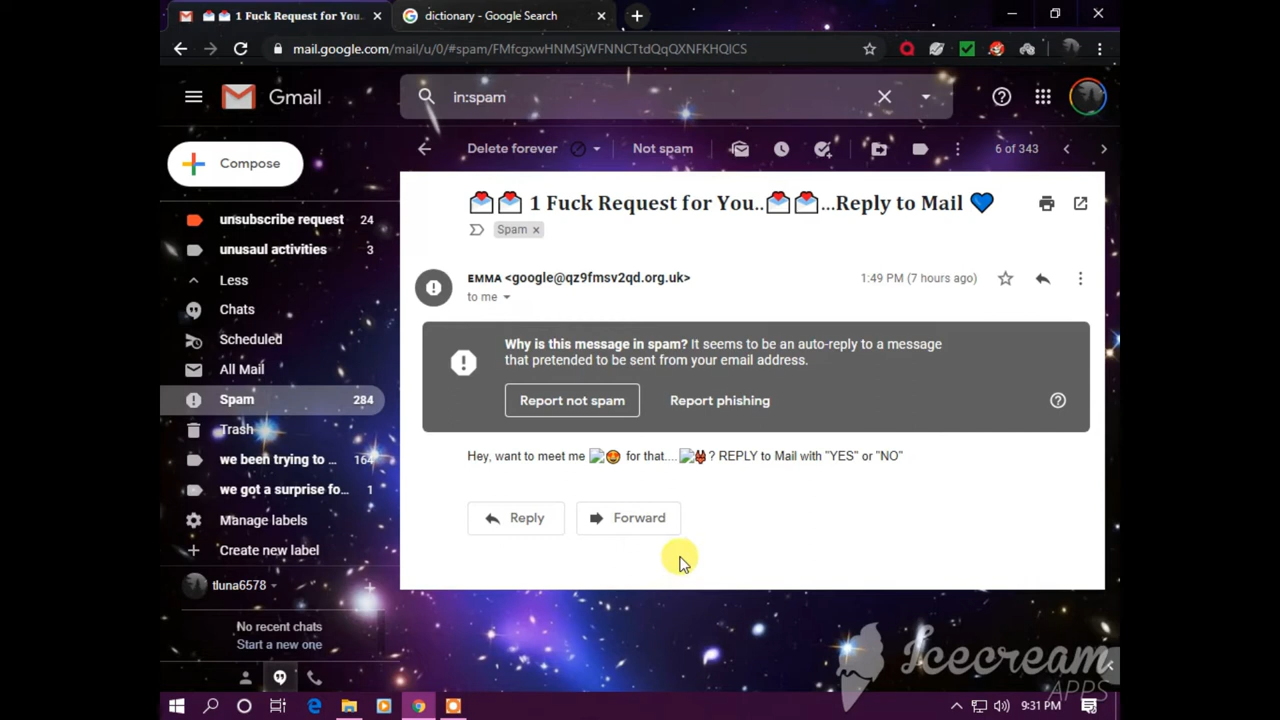 📩 📩 1 Fuck Request for You.
dictionary - Google Search
mail.google.com/mail/u/0/#spam/FMfcgxwHNMSjWFNNCTtdQqQXNFKHQlCS
Gmail
in:spam
Compose
Delete forever
Not spam
6 of 343
unsubscribe request 24
unusaul activities 3
Less
Chats
Scheduled
All Mail
Spam 284
Trash
we been trying to ... 164
we got a surprise fo... 1
Manage labels
Create new label
tluna6578
No recent chats
Start a new one
💌 💌 1 Fuck Request for You..💌 💌...Reply to Mail 💙
Spam x
EMMA <google@qz9fmsv2qd.org.uk>
1:49 PM (7 hours ago)
to me
Why is this message in spam? It seems to be an auto-reply to a message
that pretended to be sent from your email address.
Report not spam
Report phishing
Hey, want to meet me 😍 for that.... 👙? REPLY to Mail with "YES" or "NO"
Reply
Forward
Icecream
APPS
9:31 PM